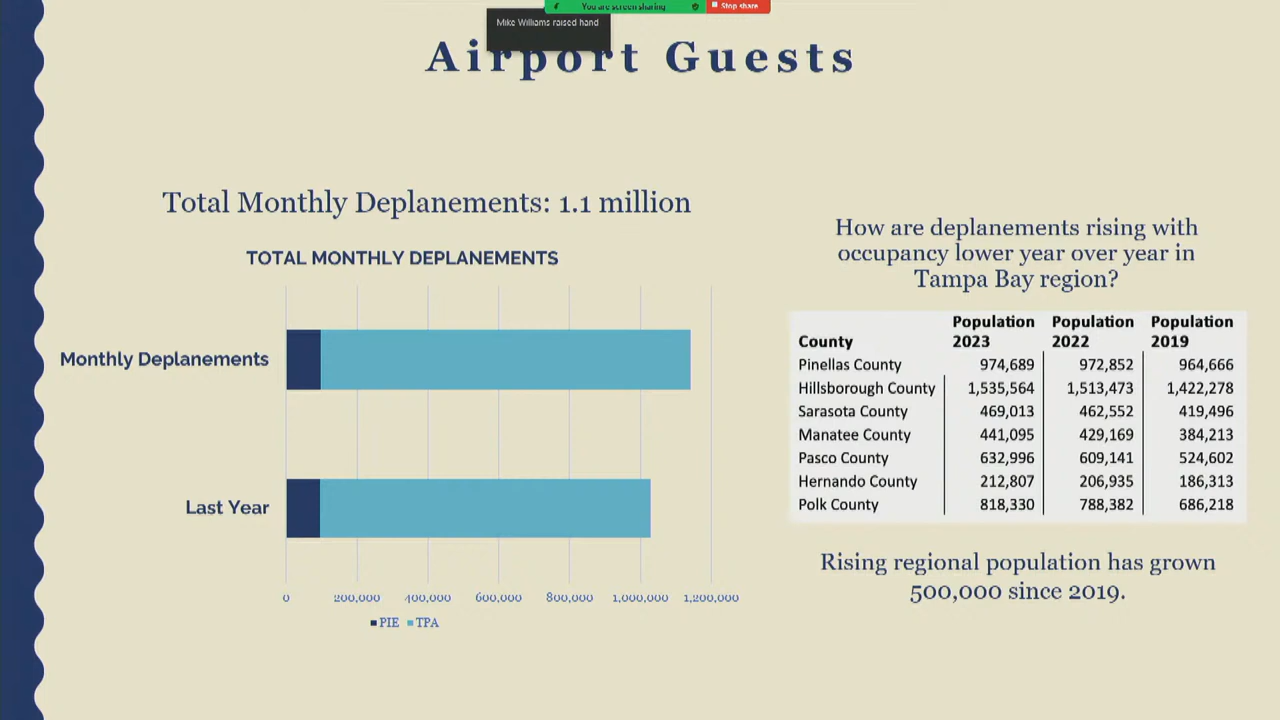 You are screen sharing
Stop share
Mike Williams raised hand
Airport Guests
Total Monthly Deplanements: 1.1 million
TOTAL MONTHLY DEPLANEMENTS
Monthly Deplanements
Last Year
0 200,000 400,000 600,000 800,000 1,000,000 1,200,000
PIE TPA
How are deplanements rising with
occupancy lower year over year in
Tampa Bay region?
County Population 2023 Population 2022 Population 2019
Pinellas County 974,689 972,852 964,666
Hillsborough County 1,535,564 1,513,473 1,422,278
Sarasota County 469,013 462,552 419,496
Manatee County 441,095 429,169 384,213
Pasco County 632,996 609,141 524,602
Hernando County 212,807 206,935 186,313
Polk County 818,330 788,382 686,218
Rising regional population has grown
500,000 since 2019.